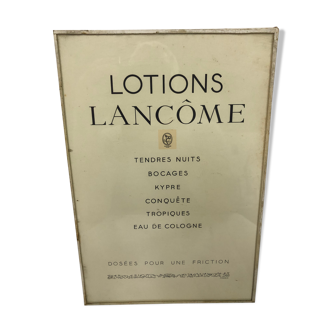 LOTIONS
LANCÔME
TENDRES NUITS
BOCAGES
KYPRE
CONQUÊTE
TROPIQUES
EAU DE COLOGNE
DOSÉES POUR UNE FRICTION